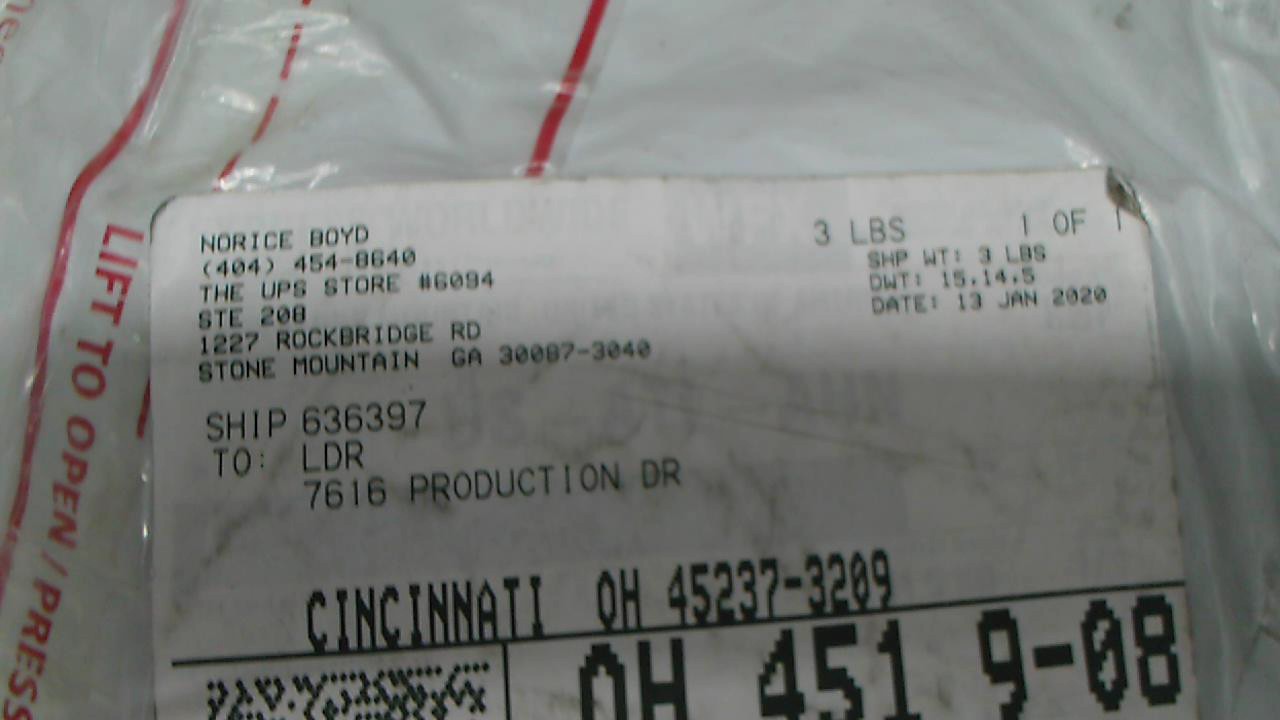 NORICE BOYD
(404) 454-8640
THE UPS STORE #6094
STE 208
1227 ROCKBRIDGE RD
STONE MOUNTAIN GA 30087-3040
3 LBS 1 OF 1
SHP WT: 3 LBS
DWT: 15,14,5
DATE: 13 JAN 2020
SHIP 636397
TO: LDR
7616 PRODUCTION DR
CINCINNATI OH 45237-3209
OH 451 9-08
LIFT TO OPEN / PRESS